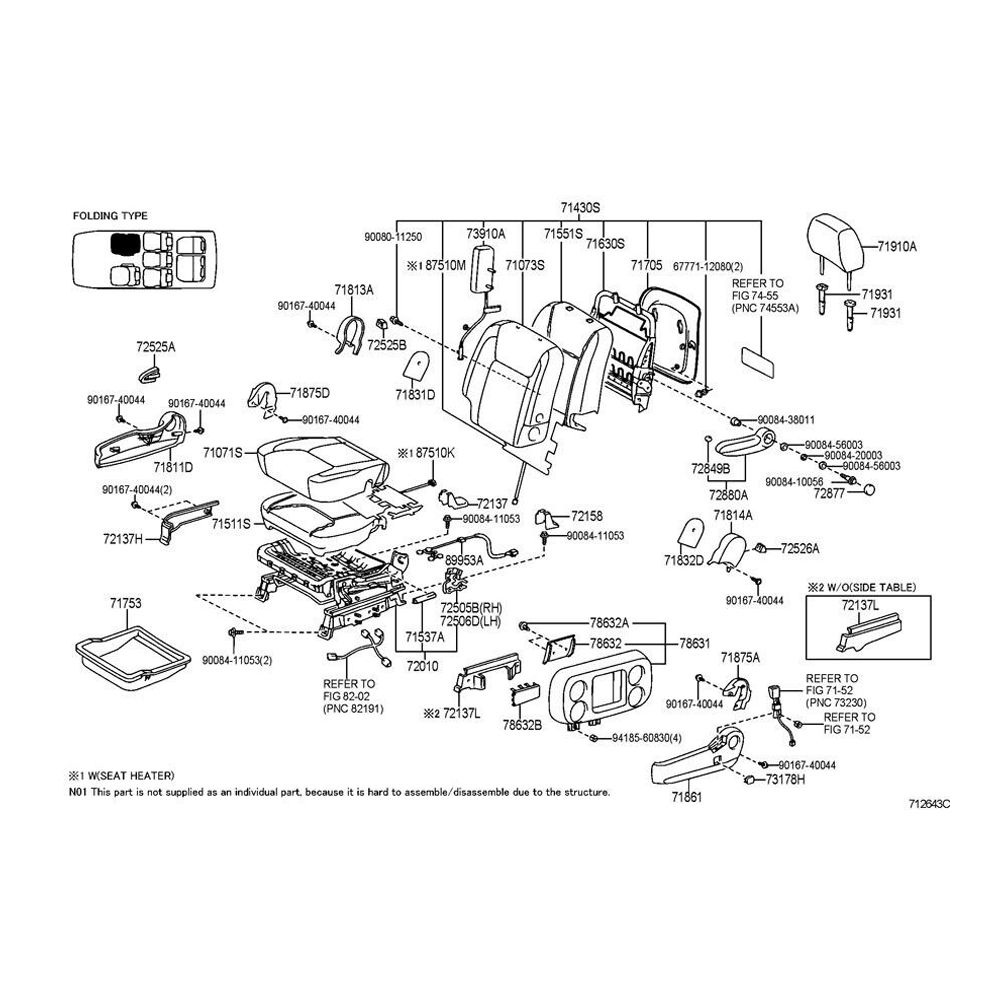 71430S
FOLDING TYPE
90080-11250
73910A
71551S
71630S
※1 87510M
71073S
71705
67771-12080(2)
71910A
REFER TO
FIG 74-55
(PNC 74553A)
71813A
71931
90167-40044
71931
72525B
72525A
71831D
71875D
90167-40044
90167-40044
90167-40044
90084-38011
90084-56003
71071S
※1 87510K
90084-20003
71811D
90084-56003
72849B
90084-10056
90167-40044(2)
72880A
72877
72137
71511S
90084-11053
72158
71814A
72137H
90084-11053
72526A
89953A
71832D
※2 W/O(SIDE TABLE)
90167-40044
71753
72505B(RH)
72137L
72506D(LH)
78632A
71537A
78632
78631
90084-11053(2)
72010
71875A
REFER TO
FIG 82-02
(PNC 82191)
REFER TO
FIG 71-52
(PNC 73230)
90167-40044
※2 72137L
REFER TO
FIG 71-52
78632B
94185-60830(4)
90167-40044
※1 W(SEAT HEATER)
73178H
N01 This part is not supplied as an individual part, because it is hard to assemble/disassemble due to the structure.
71861
712643C